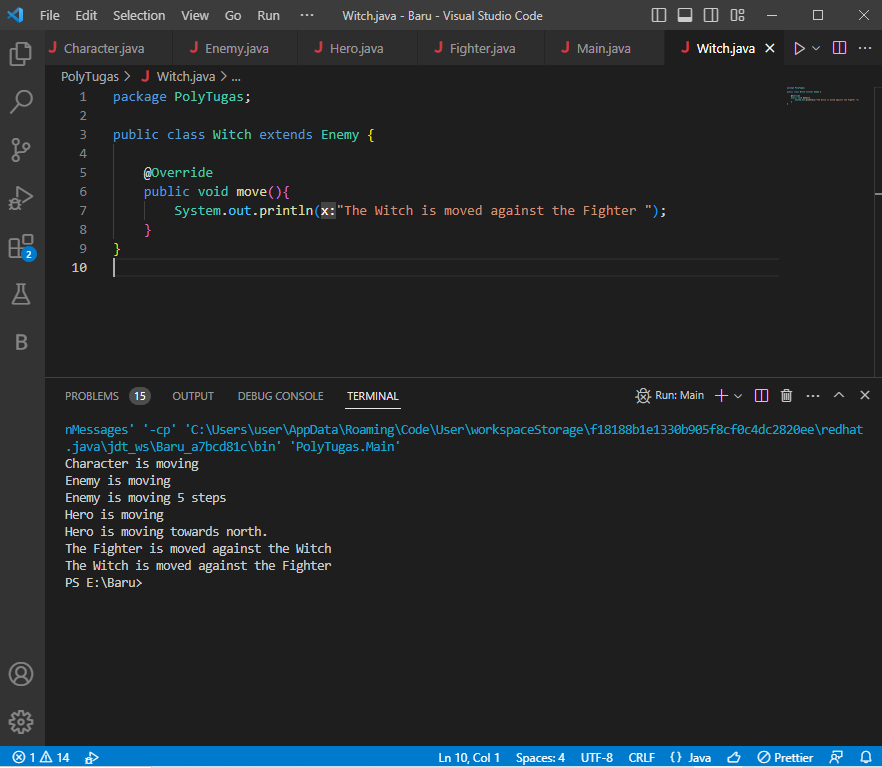 File Edit Selection View Go Run ··· Witch.java - Baru - Visual Studio Code
J Character.java J Enemy.java J Hero.java J Fighter.java J Main.java J Witch.java
PolyTugas > J Witch.java > ...
1 package PolyTugas;
2
3 public class Witch extends Enemy {
4
5 @Override
6 public void move(){
7 System.out.println(x:"The Witch is moved against the Fighter ");
8 }
9 }
10
2
B
PROBLEMS 15 OUTPUT DEBUG CONSOLE TERMINAL Run: Main
nMessages' '-cp' 'C:\Users\user\AppData\Roaming\Code\User\workspaceStorage\f18188b1e1330b905f8cf0c4dc2820ee\redhat
.java\jdt_ws\Baru_a7bcd81c\bin' 'PolyTugas.Main'
Character is moving
Enemy is moving
Enemy is moving 5 steps
Hero is moving
Hero is moving towards north.
The Fighter is moved against the Witch
The Witch is moved against the Fighter
PS E:\Baru>
1 14 Ln 10, Col 1 Spaces: 4 UTF-8 CRLF {} Java Prettier